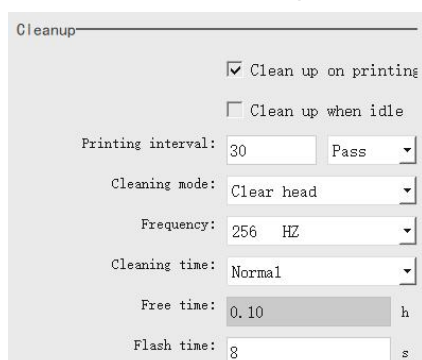 Cleanup
Clean up on printing
Clean up when idle
Printing interval: 30 Pass
Cleaning mode: Clear head
Frequency: 256 HZ
Cleaning time: Normal
Free time: 0.10 h
Flash time: 8 s